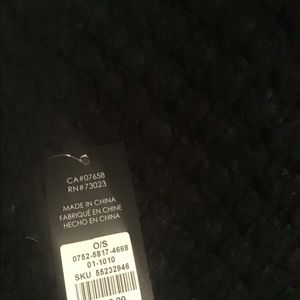 CA#07658
RN#73023
MADE IN CHINA
FABRIQUÉ EN CHINE
HECHO EN CHINA
O/S
0752-5817-4668
01-1010
SKU 55232946